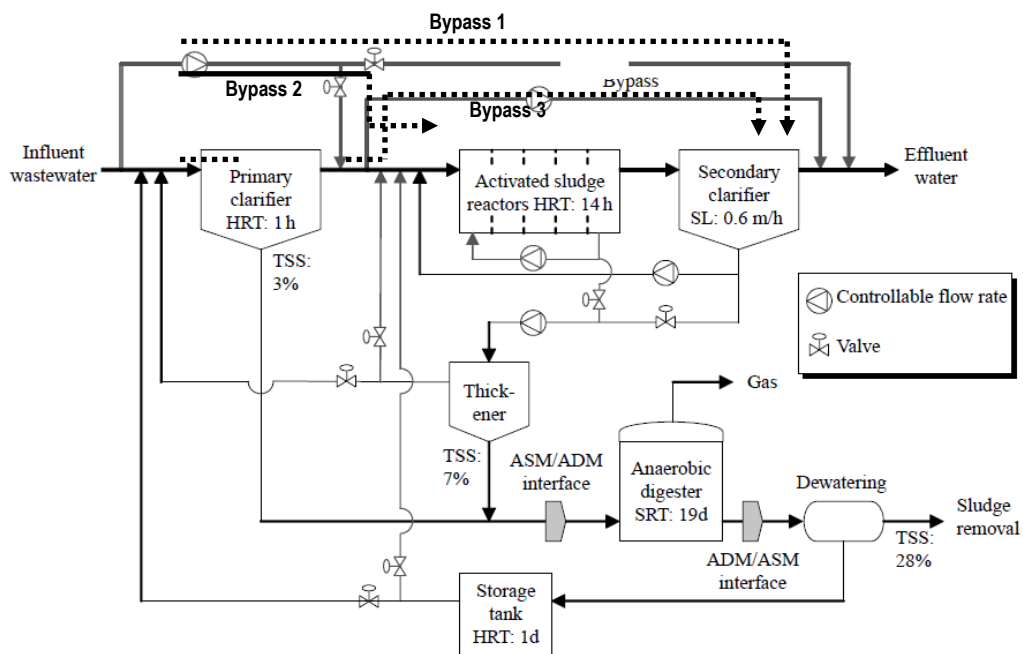 Bypass 1
Bypass 2
Bypass
Bypass 3
Influent
wastewater
Primary
clarifier
HRT: 1 h
Activated sludge
reactors HRT: 14 h
Secondary
clarifier
SL: 0.6 m/h
Effluent
water
TSS:
3%
Controllable flow rate
Valve
Thick-
ener
Gas
TSS:
7%
ASM/ADM
interface
Anaerobic
digester
SRT: 19d
Dewatering
Sludge
removal
TSS:
28%
ADM/ASM
interface
Storage
tank
HRT: 1d